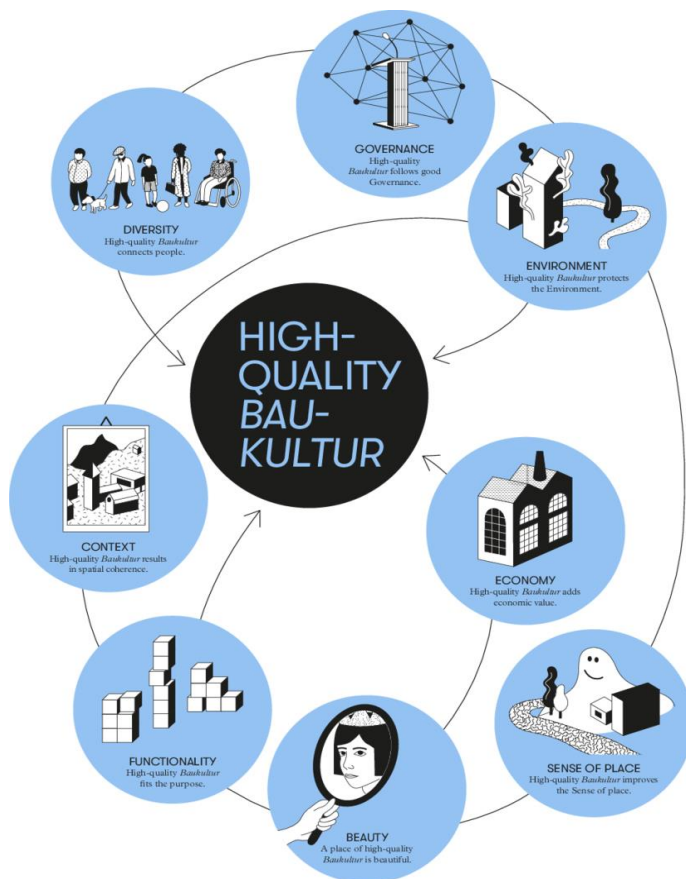 GOVERNANCE
High-quality
Baukultur follows good
Governance.
DIVERSITY
High-quality Baukultur
connects people.
ENVIRONMENT
High-quality Baukultur protects
the Environment.
HIGH-
QUALITY
BAU-
KULTUR
CONTEXT
High-quality Baukultur results
in spatial coherence.
ECONOMY
High-quality Baukultur adds
economic value.
FUNCTIONALITY
High-quality Baukultur
fits the purpose.
SENSE OF PLACE
High-quality Baukultur improves
the Sense of place.
BEAUTY
A place of high-quality
Baukultur is beautiful.